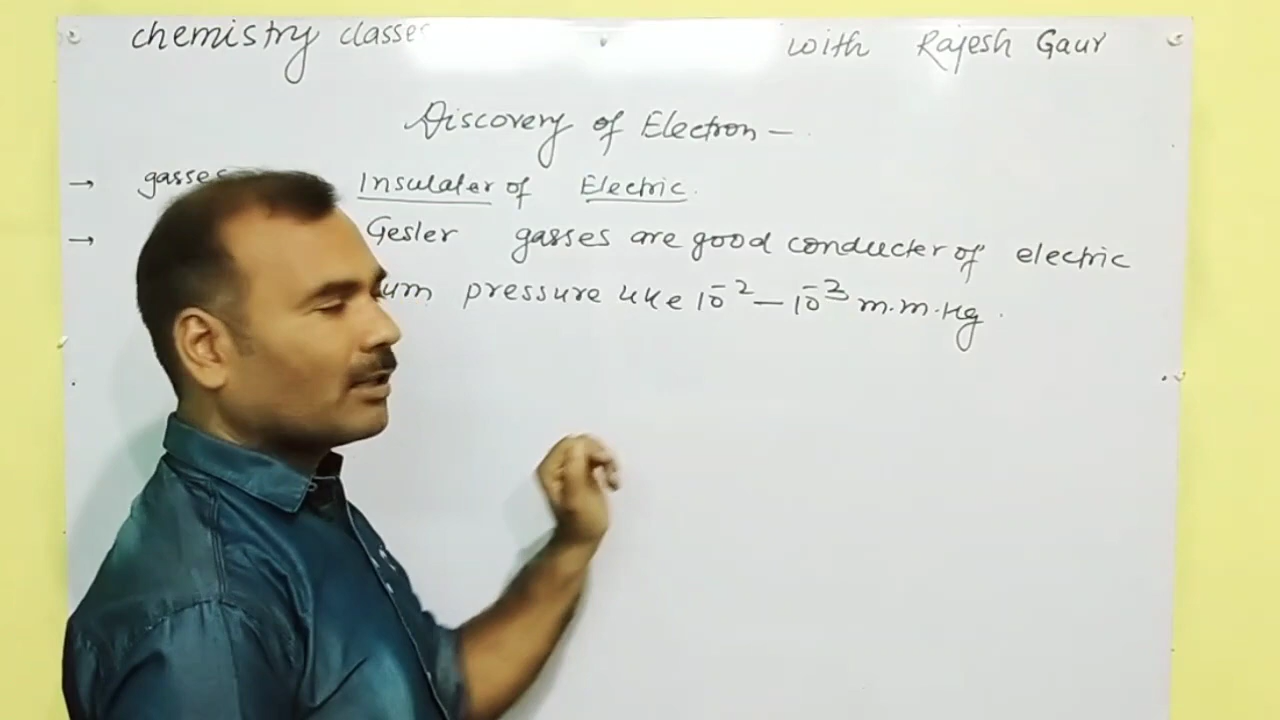 chemistry classes with Rajesh Gaur
Discovery of Electron -
→ gasses Insulater of Electric.
→ Gesler gasses are good conducter of electric
pressure like 10⁻² - 10⁻³ m.m.Hg.